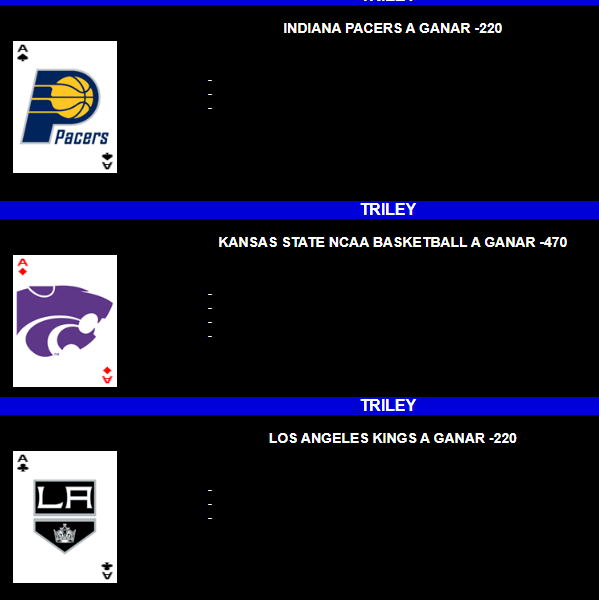 TRILEY
INDIANA PACERS A GANAR -220
A
Pacers
-
-
-
A
TRILEY
KANSAS STATE NCAA BASKETBALL A GANAR -470
A
-
-
-
-
A
TRILEY
LOS ANGELES KINGS A GANAR -220
A
LA
-
-
-
A